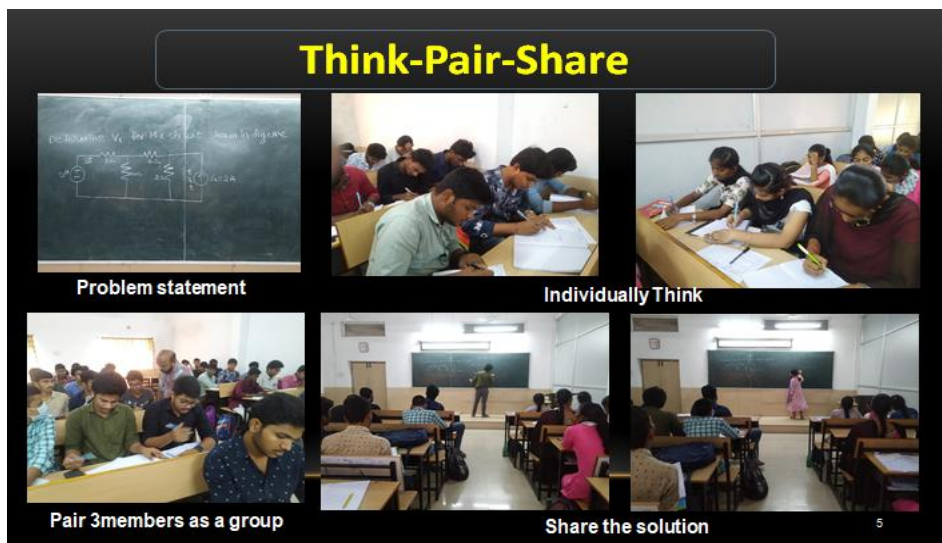 Think-Pair-Share
Problem statement
Individually Think
Pair 3members as a group
Share the solution
5